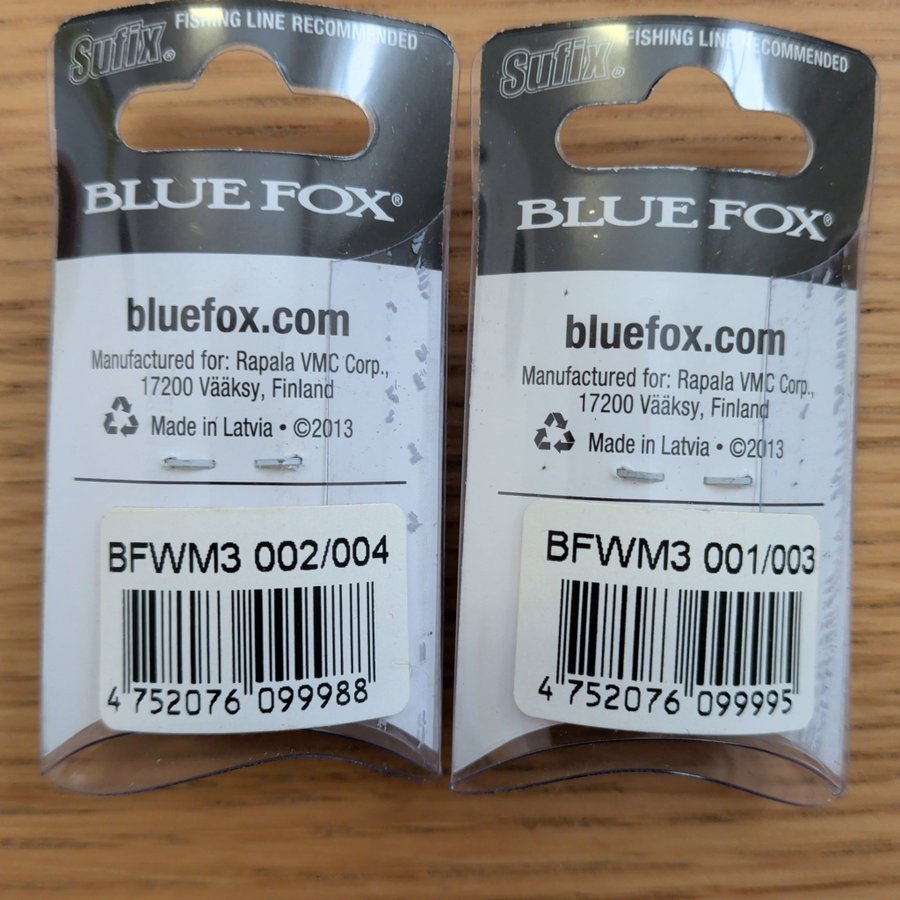 Sufix® FISHING LINE RECOMMENDED
BLUE FOX®
bluefox.com
Manufactured for: Rapala VMC Corp.,
17200 Vääksy, Finland
Made in Latvia • ©2013
BFWM3 002/004
4 752076 099988
Sufix® FISHING LINE RECOMMENDED
BLUE FOX®
bluefox.com
Manufactured for: Rapala VMC Corp.,
17200 Vääksy, Finland
Made in Latvia • ©2013
BFWM3 001/003
4 752076 099995